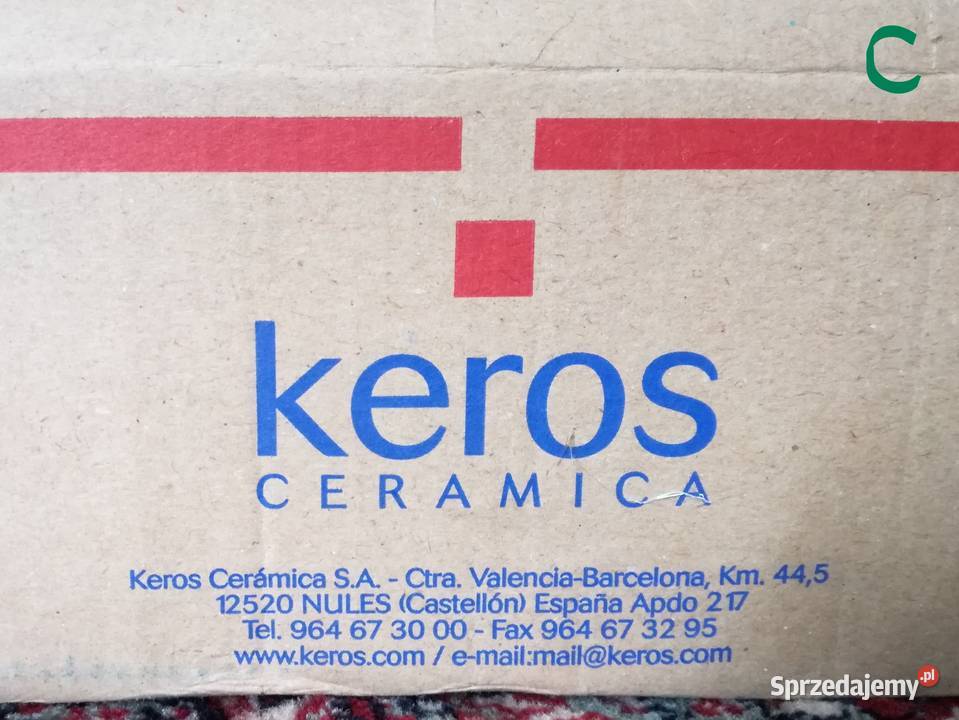 C
keros
CERAMICA
Keros Cerámica S.A. - Ctra. Valencia-Barcelona, Km. 44,5
12520 NULES (Castellón) España Apdo 217
Tel. 964 67 30 00 - Fax 964 67 32 95
www.keros.com / e-mail:mail@keros.com
Sprzedajemy.pl